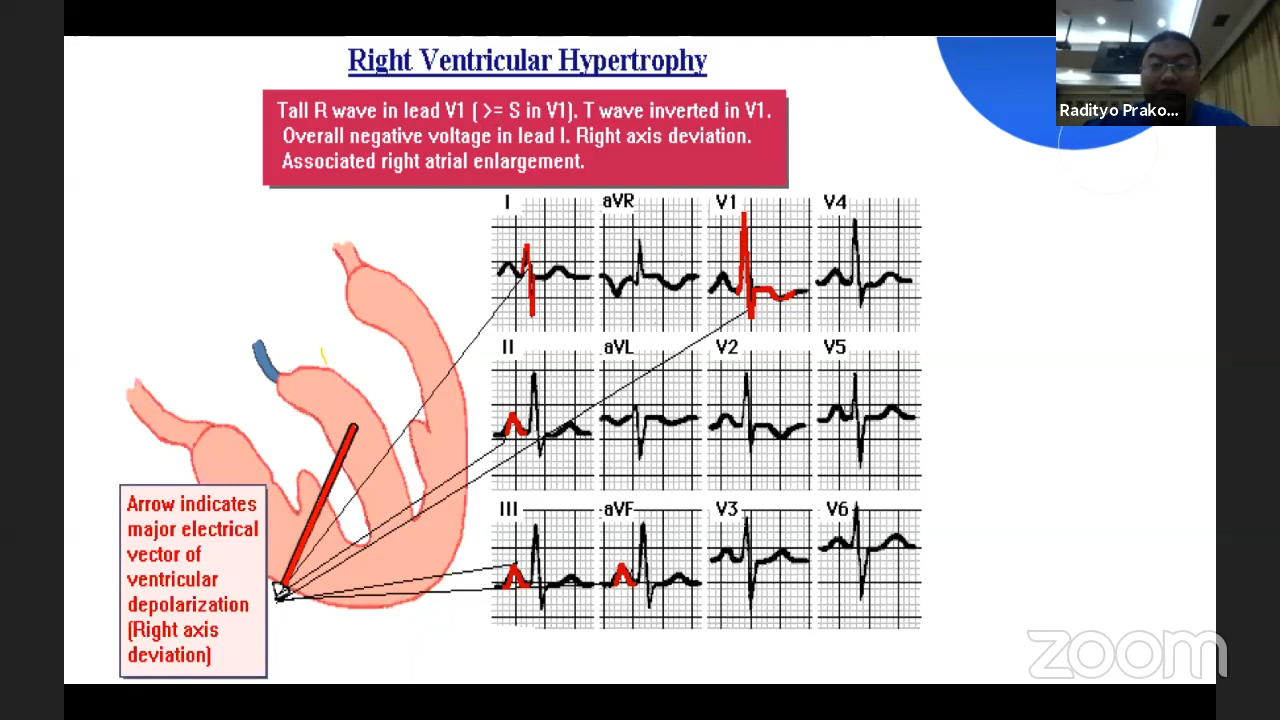 Right Ventricular Hypertrophy
Tall R wave in lead V1 ( >= S in V1). T wave inverted in V1.
Overall negative voltage in lead I. Right axis deviation.
Associated right atrial enlargement.
Radityo Prako...
I aVR V1 V4
II aVL V2 V5
III aVF V3 V6
Arrow indicates
major electrical
vector of
ventricular
depolarization
(Right axis
deviation)
zoom